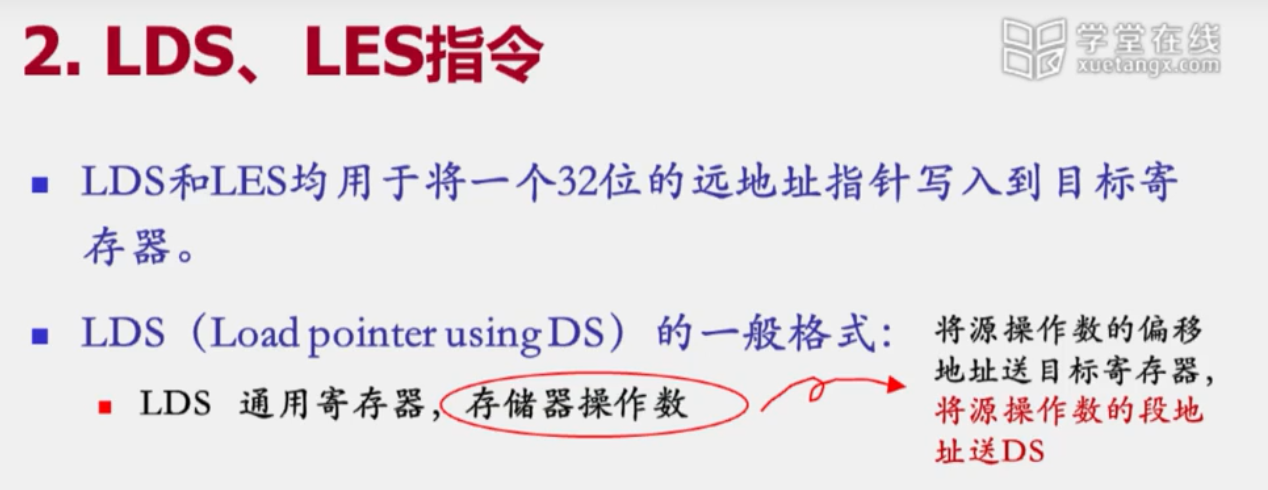 2. LDS、LES指令
学堂在线
xuetangx.com
LDS和LES均用于将一个32位的远地址指针写入到目标寄
存器。
LDS（Load pointer using DS）的一般格式：
LDS 通用寄存器，存储器操作数
将源操作数的偏移
地址送目标寄存器，
将源操作数的段地
址送DS